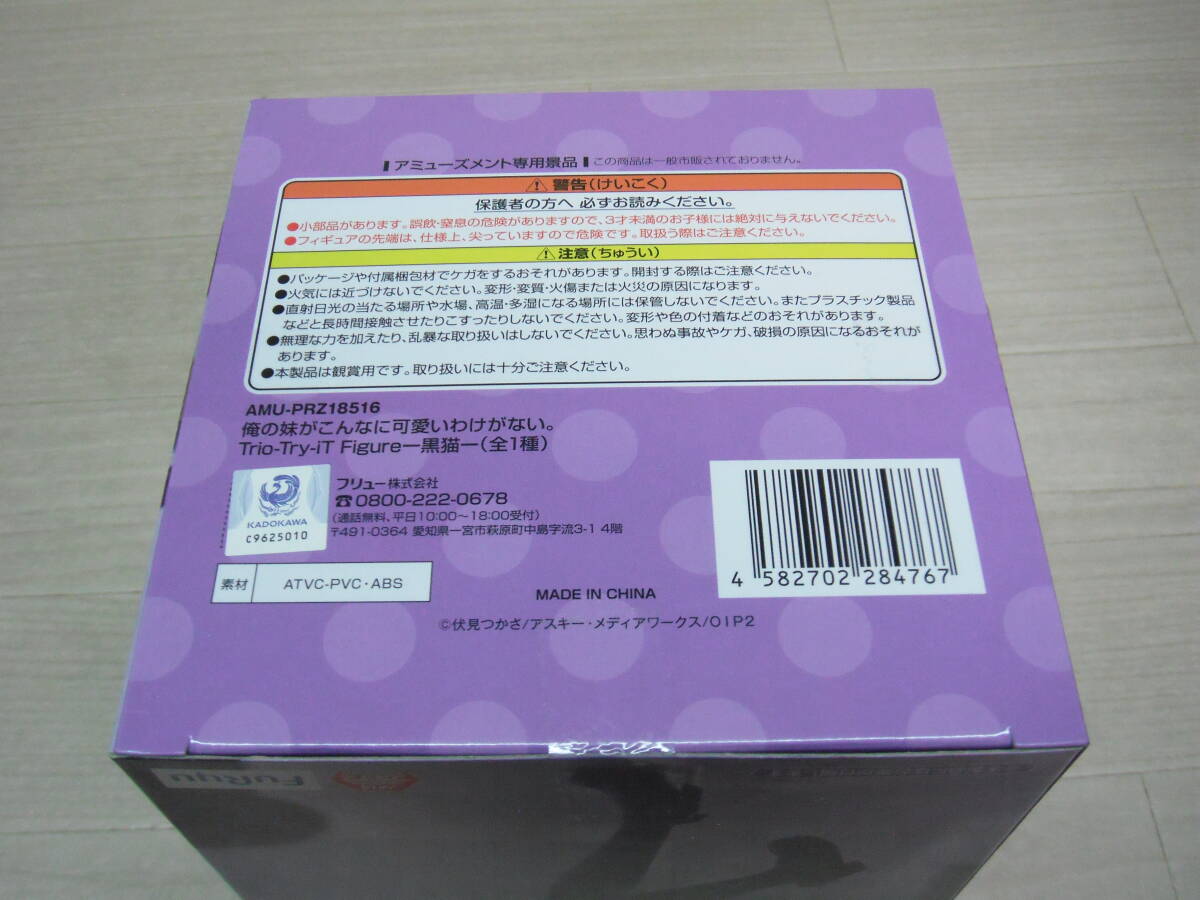 アミューズメント専用景品 この商品は一般市販されておりません。
⚠警告(けいこく)
保護者の方へ 必ずお読みください。
●小部品があります。誤飲・窒息の危険がありますので、3才未満のお子様には絶対に与えないでください。
●フィギュアの先端は、仕様上、尖っていますので危険です。取扱う際はご注意ください。
⚠注意(ちゅうい)
●パッケージや付属梱包材でケガをするおそれがあります。開封する際はご注意ください。
●火気には近づけないでください。変形・変質・火傷または火災の原因になります。
●直射日光の当たる場所や水場、高温・多湿になる場所には保管しないでください。またプラスチック製品
などと長時間接触させたりこすったりしないでください。変形や色の付着などのおそれがあります。
●無理な力を加えたり、乱暴な取り扱いはしないでください。思わぬ事故やケガ、破損の原因になるおそれが
あります。
●本製品は観賞用です。取り扱いには十分ご注意ください。
AMU-PRZ18516
俺の妹がこんなに可愛いわけがない。
Trio-Try-iT Figureー黒猫ー(全1種)
KADOKAWA
C9625010
フリュー株式会社
☎0800-222-0678
(通話無料、平日10:00～18:00受付)
〒491-0364 愛知県一宮市萩原町中島字流3-1 4階
素材 ATVC-PVC・ABS
MADE IN CHINA
4 582702 284767
©伏見つかさ/アスキー・メディアワークス/OIP2
FuRyu